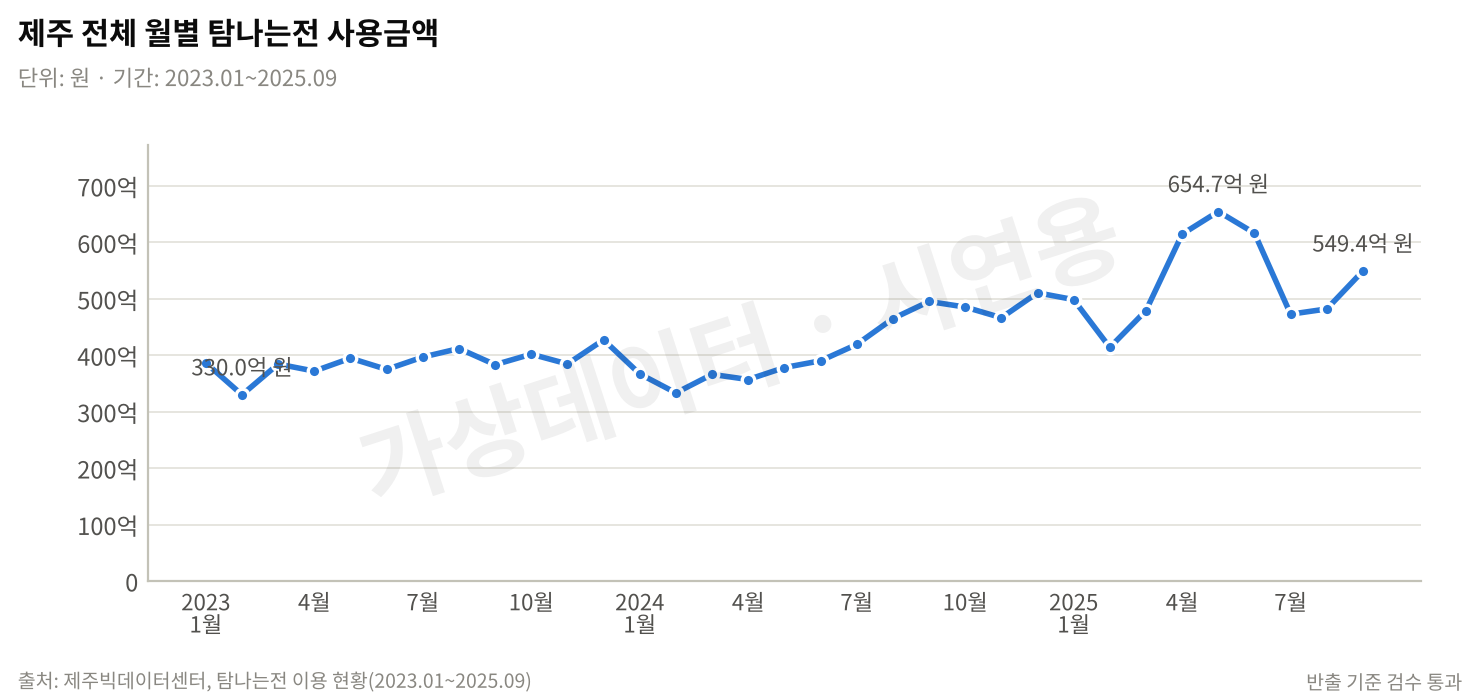 제주 전체 월별 탐나는전 사용금액
단위: 원 · 기간: 2023.01~2025.09
700억
600억
500억
400억
300억
200억
100억
0
654.7억 원
549.4억 원
330.0억 원
가상데이터 · 시연용
2023 4월 7월 10월 2024 4월 7월 10월 2025 4월 7월
1월 1월 1월
출처: 제주빅데이터센터, 탐나는전 이용 현황(2023.01~2025.09)
반출 기준 검수 통과